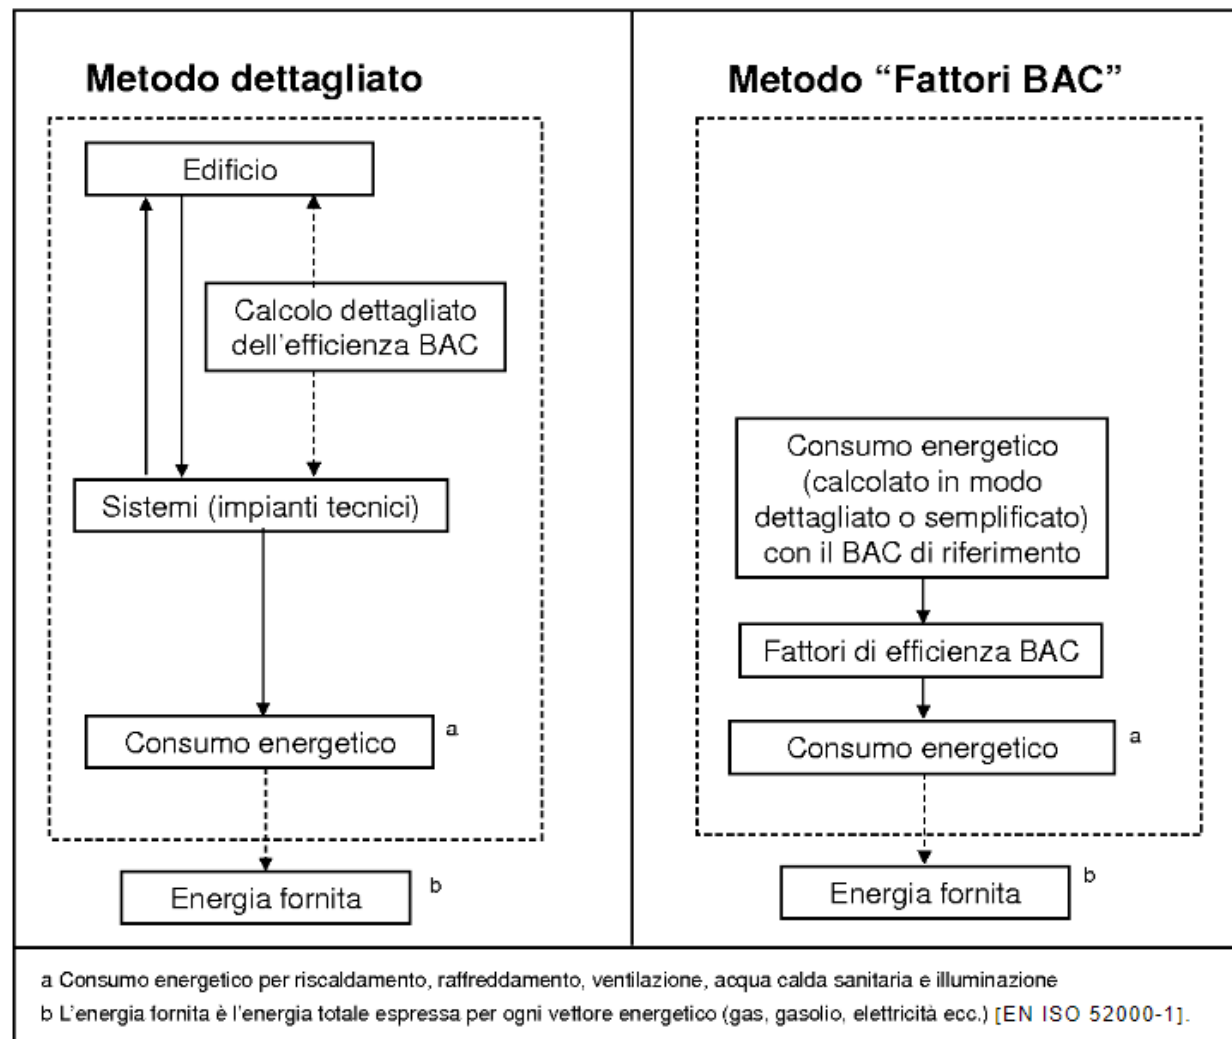 Metodo dettagliato
Edificio
Calcolo dettagliato
dell'efficienza BAC
Sistemi (impianti tecnici)
Consumo energetico a
Energia fornita b
Metodo “Fattori BAC”
Consumo energetico
(calcolato in modo
dettagliato o semplificato)
con il BAC di riferimento
Fattori di efficienza BAC
Consumo energetico a
Energia fornita b
a Consumo energetico per riscaldamento, raffreddamento, ventilazione, acqua calda sanitaria e illuminazione
b L'energia fornita è l'energia totale espressa per ogni vettore energetico (gas, gasolio, elettricità ecc.) [EN ISO 52000-1].